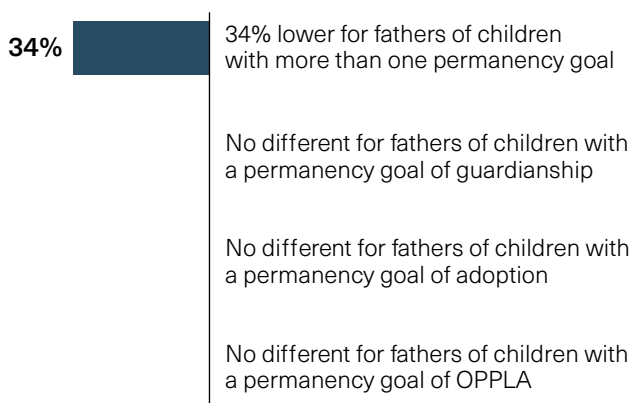 34%
34% lower for fathers of children
with more than one permanency goal
No different for fathers of children with
a permanency goal of guardianship
No different for fathers of children with
a permanency goal of adoption
No different for fathers of children with
a permanency goal of OPPLA